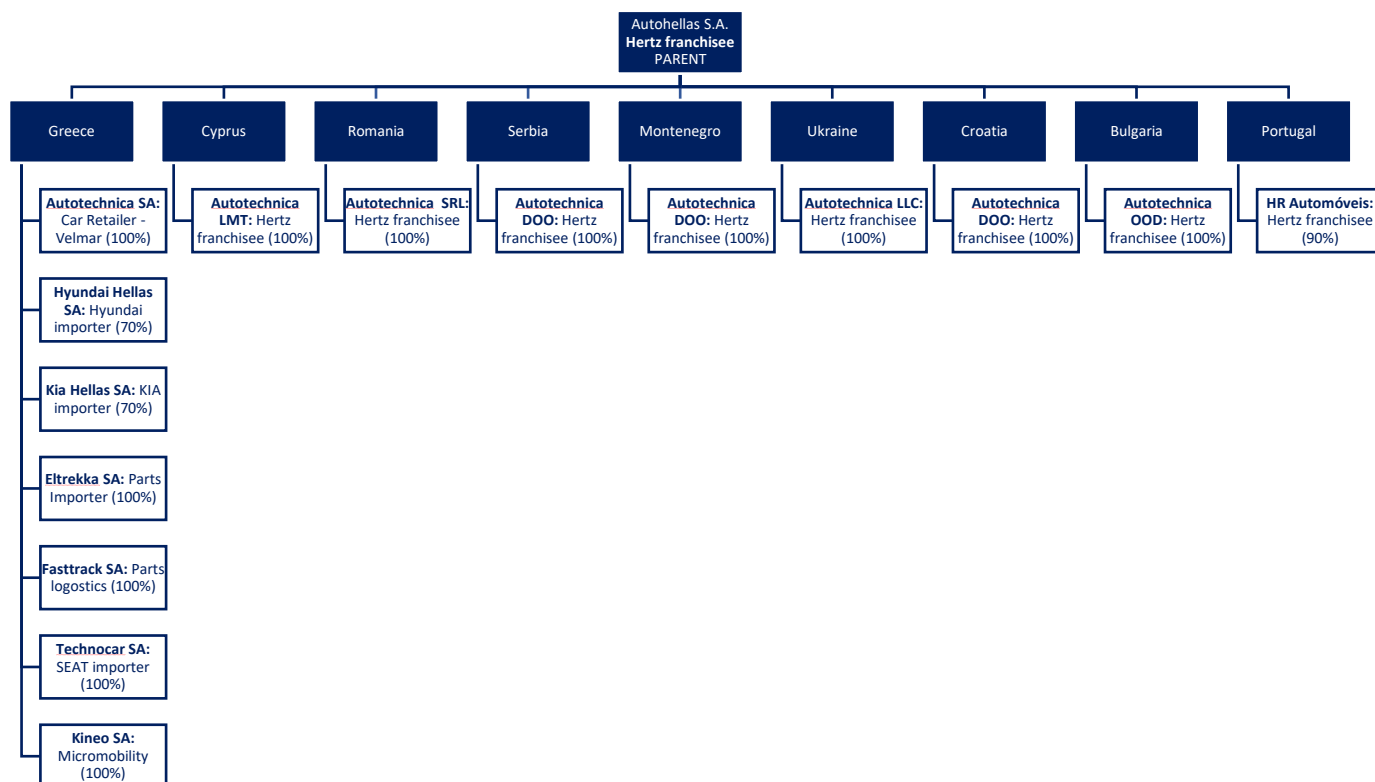 Autohellas S.A.
Hertz franchisee
PARENT
Greece
Cyprus
Romania
Serbia
Montenegro
Ukraine
Croatia
Bulgaria
Portugal
Autotechnica SA:
Car Retailer -
Velmar (100%)
Autotechnica
LMT: Hertz
franchisee (100%)
Autotechnica SRL:
Hertz franchisee
(100%)
Autotechnica
DOO: Hertz
franchisee (100%)
Autotechnica
DOO: Hertz
franchisee (100%)
Autotechnica LLC:
Hertz franchisee
(100%)
Autotechnica
DOO: Hertz
franchisee (100%)
Autotechnica
OOD: Hertz
franchisee (100%)
HR Automóveis:
Hertz franchisee
(90%)
Hyundai Hellas
SA: Hyundai
importer (70%)
Kia Hellas SA: KIA
importer (70%)
Eltrekka SA: Parts
Importer (100%)
Fasttrack SA: Parts
logostics (100%)
Technocar SA:
SEAT importer
(100%)
Kineo SA:
Micromobility
(100%)